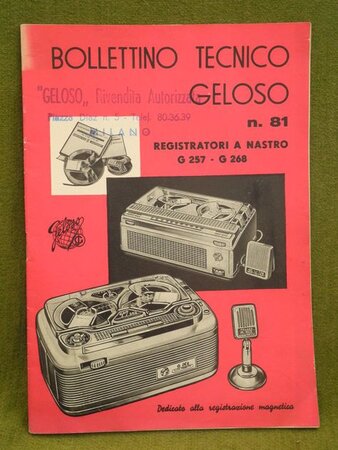 BOLLETTINO TECNICO
GELOSO
"GELOSO,, Rivendita Autorizzata
Piazza Diaz n. 5 - Telef. 80.36.39
MILANO
n. 81
REGISTRATORI A NASTRO
G 257 - G 268
Geloso
Dedicato alla registrazione magnetica